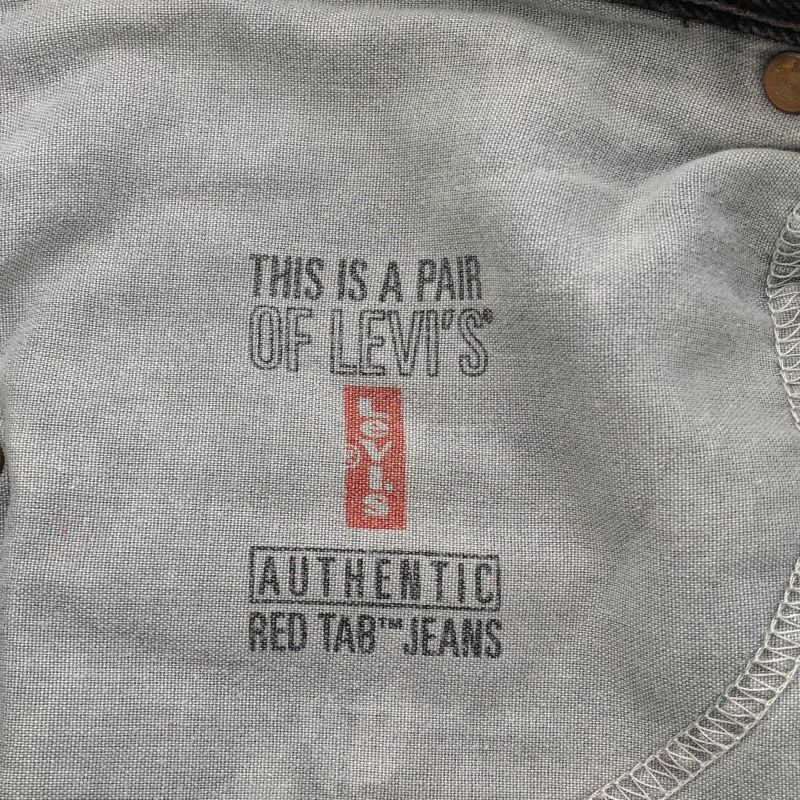 THIS IS A PAIR
OF LEVI'S®
LEVI'S ®
AUTHENTIC
RED TAB™ JEANS